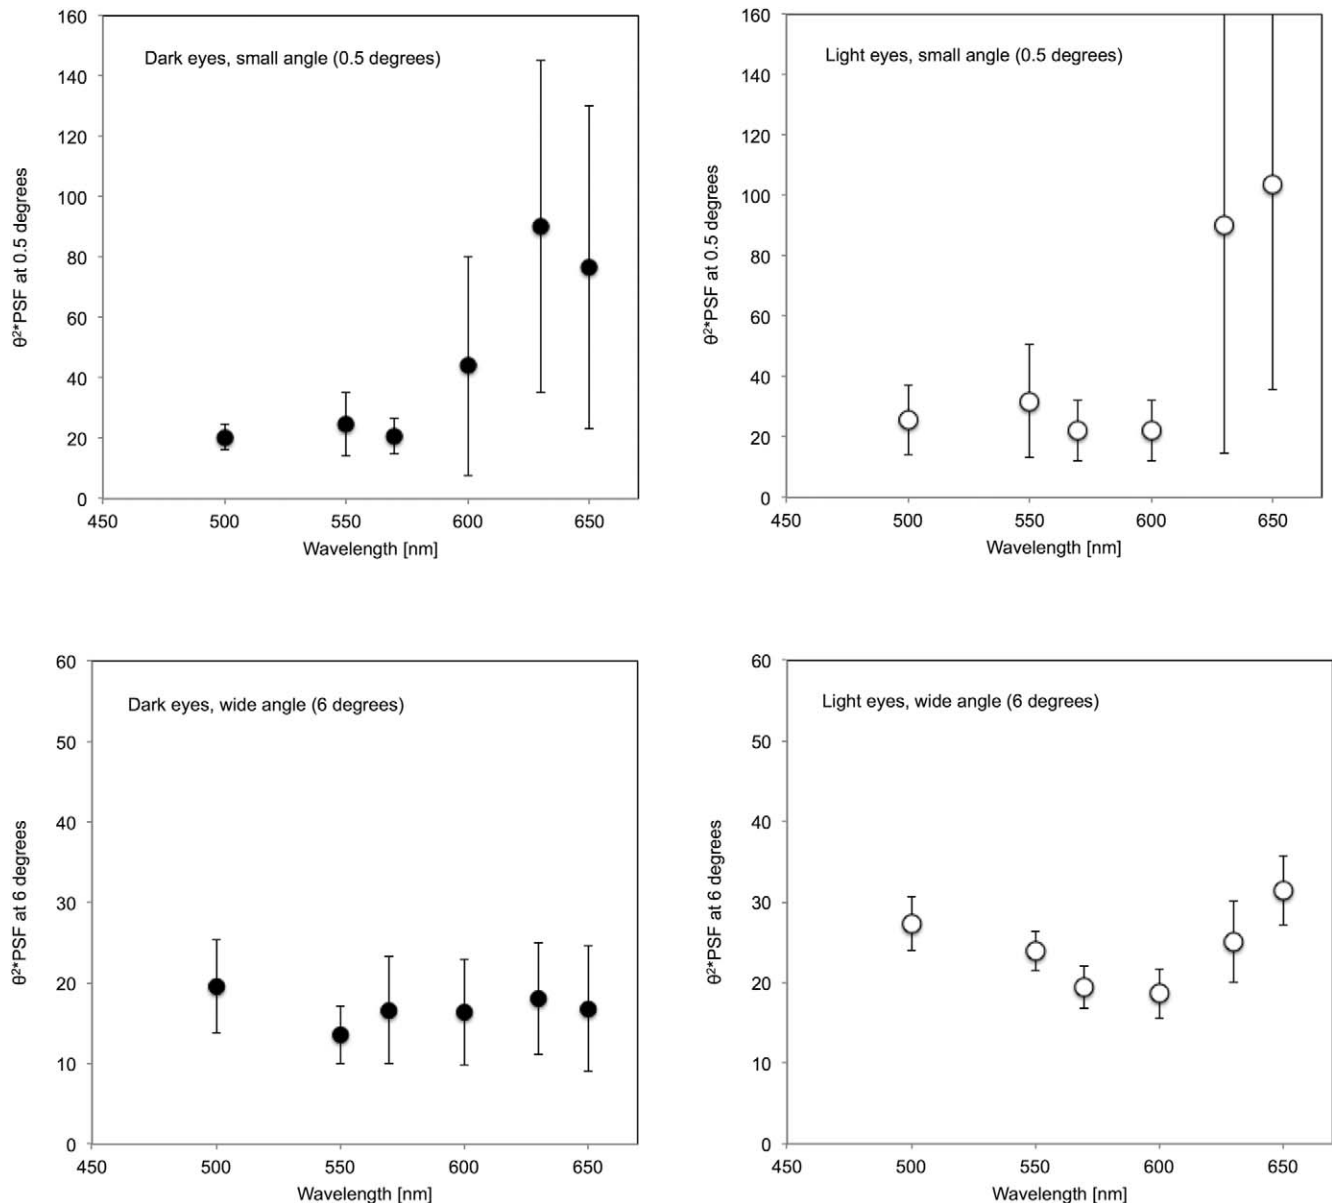 Dark eyes, small angle (0.5 degrees)
θ²*PSF at 0.5 degrees
160
140
120
100
80
60
40
20
0
450 500 550 600 650
Wavelength [nm]
Light eyes, small angle (0.5 degrees)
θ²*PSF at 0.5 degrees
160
140
120
100
80
60
40
20
0
450 500 550 600 650
Wavelength [nm]
Dark eyes, wide angle (6 degrees)
θ²*PSF at 6 degrees
60
50
40
30
20
10
0
450 500 550 600 650
Wavelength [nm]
Light eyes, wide angle (6 degrees)
θ²*PSF at 6 degrees
60
50
40
30
20
10
0
450 500 550 600 650
Wavelength [nm]